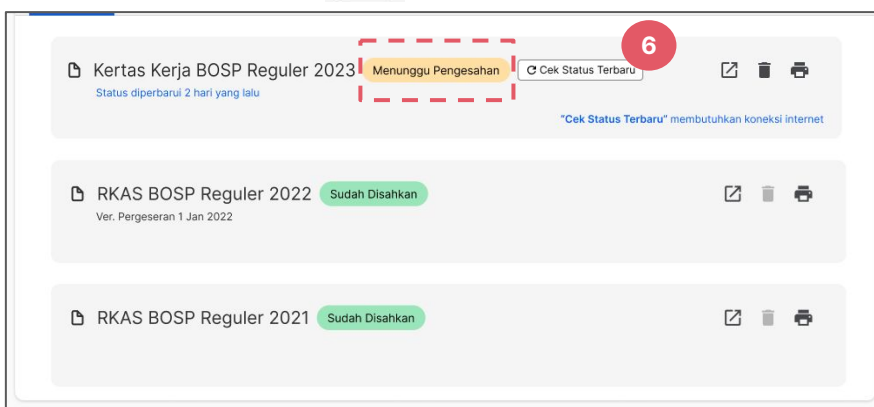 6
Kertas Kerja BOSP Reguler 2023 Menunggu Pengesahan Cek Status Terbaru
Status diperbarui 2 hari yang lalu
"Cek Status Terbaru" membutuhkan koneksi internet
RKAS BOSP Reguler 2022 Sudah Disahkan
Ver. Pergeseran 1 Jan 2022
RKAS BOSP Reguler 2021 Sudah Disahkan